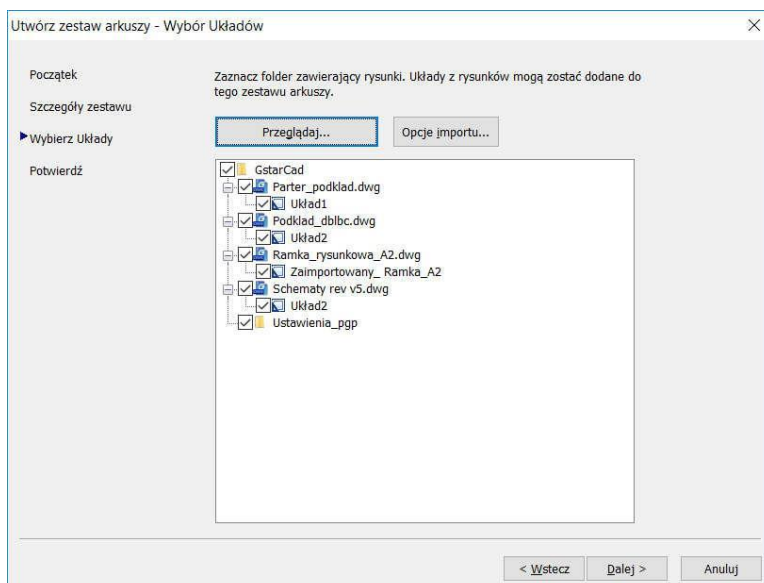 Utwórz zestaw arkuszy - Wybór Układów
Początek
Szczegóły zestawu
Wybierz Układy
Potwierdź
Zaznacz folder zawierający rysunki. Układy z rysunków mogą zostać dodane do
tego zestawu arkuszy.
Przeglądaj...
Opcje importu...
GstarCad
Parter_podklad.dwg
Układ1
Podklad_dblbc.dwg
Układ2
Ramka_rysunkowa_A2.dwg
Zaimportowany_ Ramka_A2
Schematy rev v5.dwg
Układ2
Ustawienia_pgp
< Wstecz
Dalej >
Anuluj